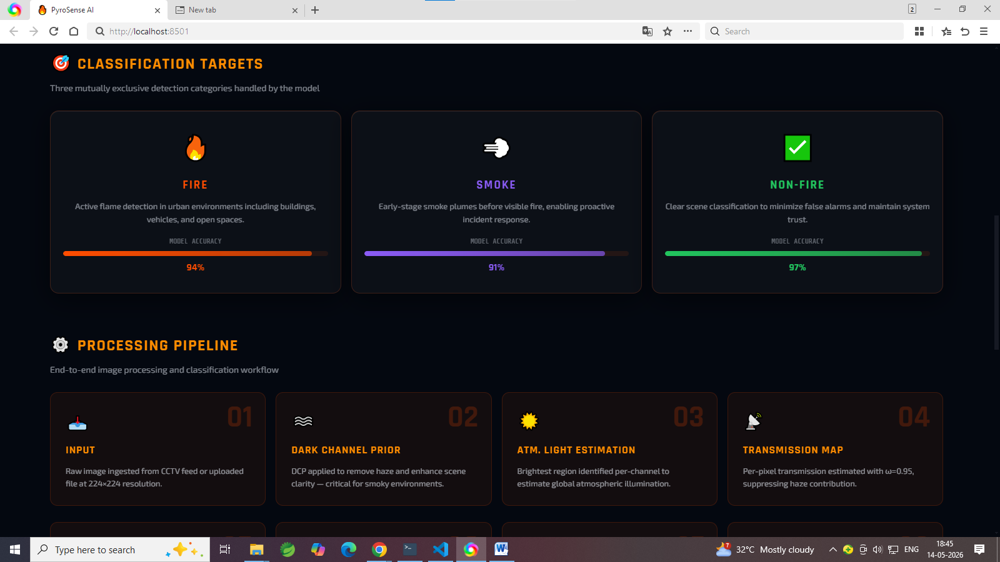 PyroSense AI
New tab
2
http://localhost:8501
Search
CLASSIFICATION TARGETS
Three mutually exclusive detection categories handled by the model
FIRE
Active flame detection in urban environments including buildings,
vehicles, and open spaces.
MODEL ACCURACY
94%
SMOKE
Early-stage smoke plumes before visible fire, enabling proactive
incident response.
MODEL ACCURACY
91%
NON-FIRE
Clear scene classification to minimize false alarms and maintain system
trust.
MODEL ACCURACY
97%
PROCESSING PIPELINE
End-to-end image processing and classification workflow
01
INPUT
Raw image ingested from CCTV feed or uploaded
file at 224×224 resolution.
02
DARK CHANNEL PRIOR
DCP applied to remove haze and enhance scene
clarity — critical for smoky environments.
03
ATM. LIGHT ESTIMATION
Brightest region identified per-channel to
estimate global atmospheric illumination.
04
TRANSMISSION MAP
Per-pixel transmission estimated with ω=0.95,
suppressing haze contribution.
Type here to search
7
32°C Mostly cloudy
ENG
18:45
14-05-2026